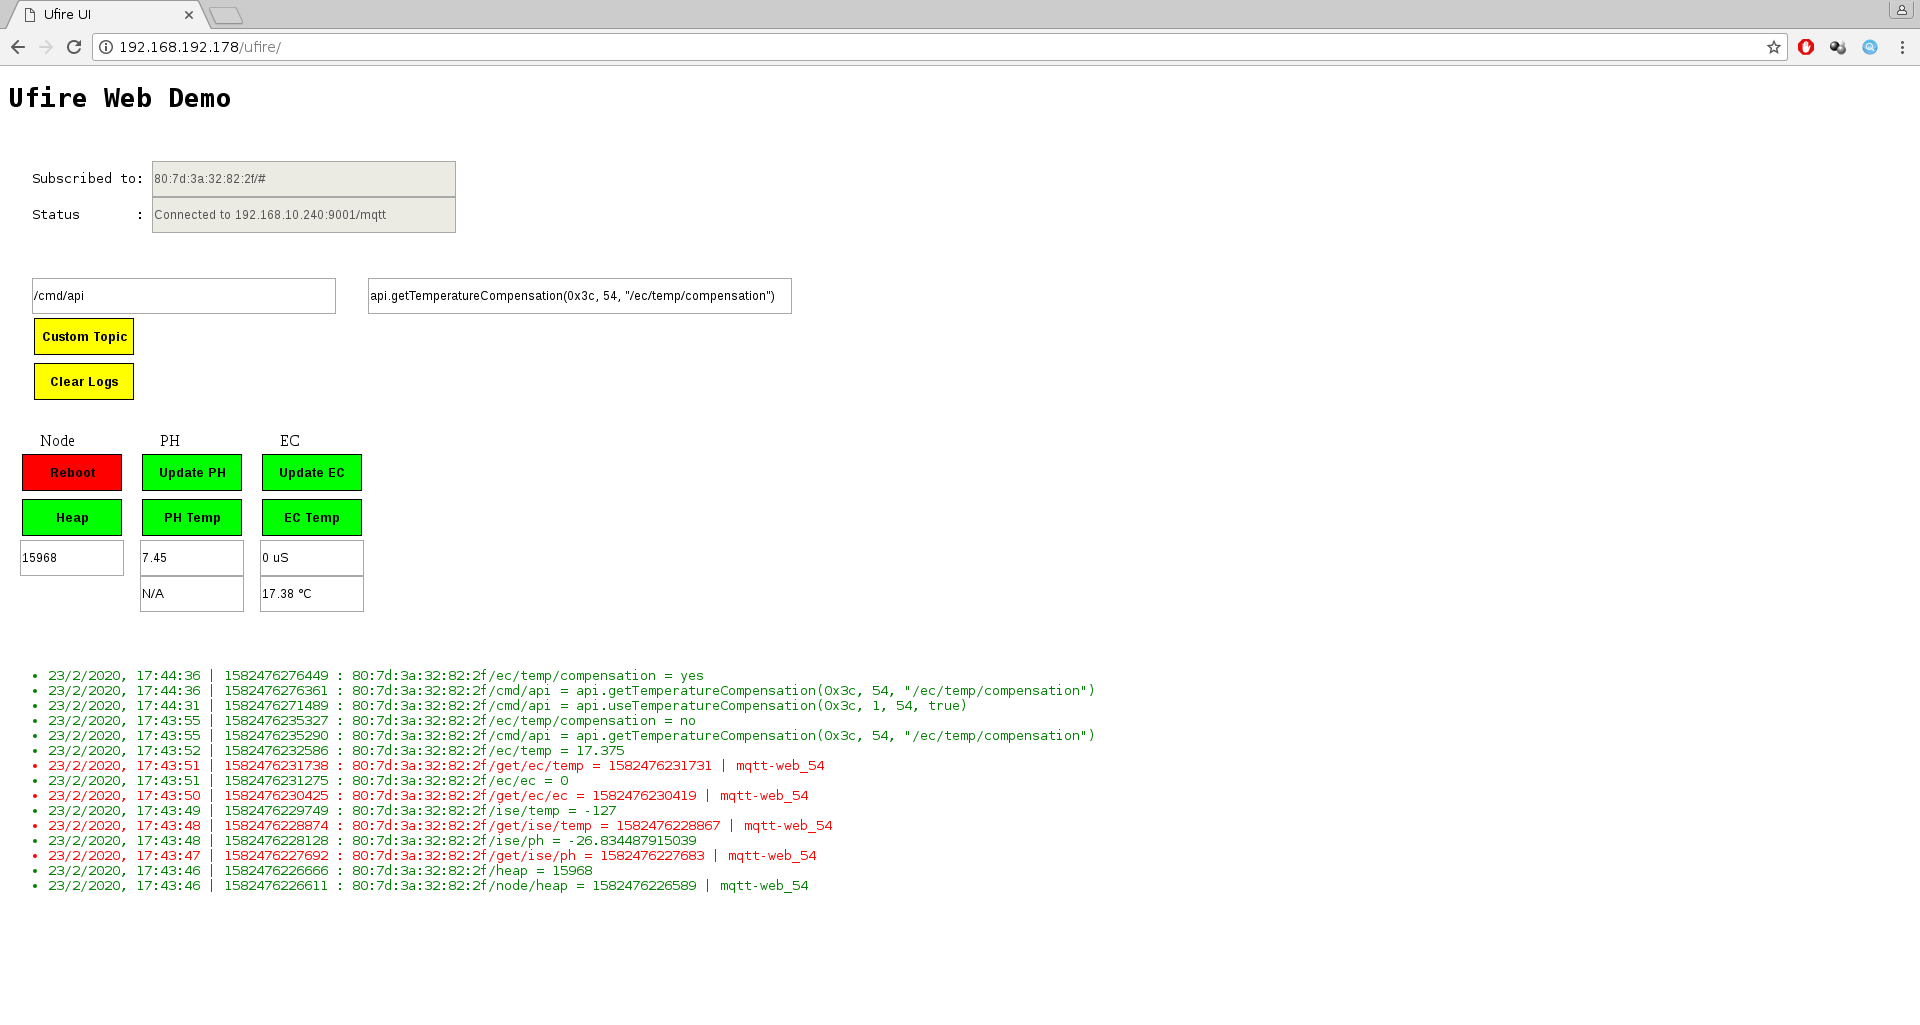 Ufire UI
192.168.192.178/ufire/
Ufire Web Demo
Subscribed to: 80:7d:3a:32:82:2f/#
Status : Connected to 192.168.10.240:9001/mqtt
/cmd/api api.getTemperatureCompensation(0x3c, 54, "/ec/temp/compensation")
Custom Topic
Clear Logs
Node PH EC
Reboot Update PH Update EC
Heap PH Temp EC Temp
15968 7.45 0 uS
N/A 17.38 °C
• 23/2/2020, 17:44:36 | 1582476276449 : 80:7d:3a:32:82:2f/ec/temp/compensation = yes
• 23/2/2020, 17:44:36 | 1582476276361 : 80:7d:3a:32:82:2f/cmd/api = api.getTemperatureCompensation(0x3c, 54, "/ec/temp/compensation")
• 23/2/2020, 17:44:31 | 1582476271489 : 80:7d:3a:32:82:2f/cmd/api = api.useTemperatureCompensation(0x3c, 1, 54, true)
• 23/2/2020, 17:43:55 | 1582476235327 : 80:7d:3a:32:82:2f/ec/temp/compensation = no
• 23/2/2020, 17:43:55 | 1582476235290 : 80:7d:3a:32:82:2f/cmd/api = api.getTemperatureCompensation(0x3c, 54, "/ec/temp/compensation")
• 23/2/2020, 17:43:52 | 1582476232586 : 80:7d:3a:32:82:2f/ec/temp = 17.375
• 23/2/2020, 17:43:51 | 1582476231738 : 80:7d:3a:32:82:2f/get/ec/temp = 1582476231731 | mqtt-web_54
• 23/2/2020, 17:43:51 | 1582476231275 : 80:7d:3a:32:82:2f/ec/ec = 0
• 23/2/2020, 17:43:50 | 1582476230425 : 80:7d:3a:32:82:2f/get/ec/ec = 1582476230419 | mqtt-web_54
• 23/2/2020, 17:43:49 | 1582476229749 : 80:7d:3a:32:82:2f/ise/temp = -127
• 23/2/2020, 17:43:48 | 1582476228874 : 80:7d:3a:32:82:2f/get/ise/temp = 1582476228867 | mqtt-web_54
• 23/2/2020, 17:43:48 | 1582476228128 : 80:7d:3a:32:82:2f/ise/ph = -26.834487915039
• 23/2/2020, 17:43:47 | 1582476227692 : 80:7d:3a:32:82:2f/get/ise/ph = 1582476227683 | mqtt-web_54
• 23/2/2020, 17:43:46 | 1582476226666 : 80:7d:3a:32:82:2f/heap = 15968
• 23/2/2020, 17:43:46 | 1582476226611 : 80:7d:3a:32:82:2f/node/heap = 1582476226589 | mqtt-web_54